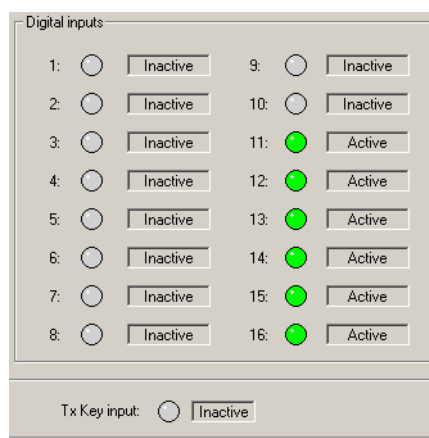 Digital inputs
1: Inactive 9: Inactive
2: Inactive 10: Inactive
3: Inactive 11: Active
4: Inactive 12: Active
5: Inactive 13: Active
6: Inactive 14: Active
7: Inactive 15: Active
8: Inactive 16: Active
Tx Key input: Inactive